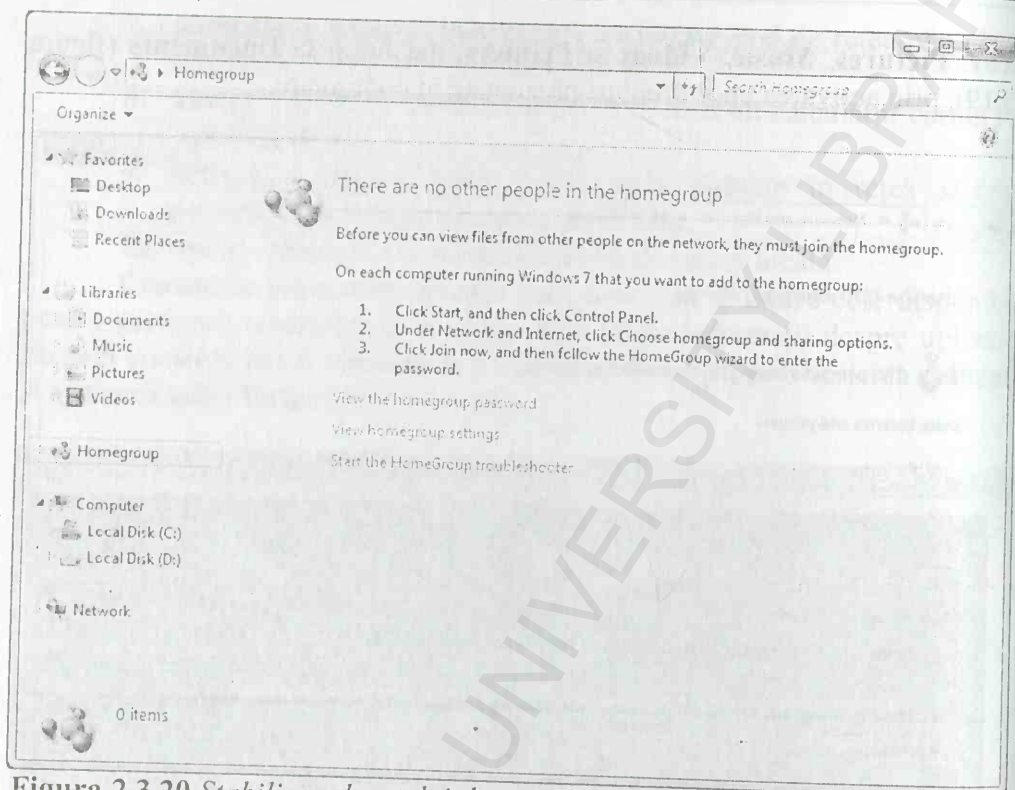 Homegroup
Search Homegroup
Organize
Favorites
Desktop
Downloads
Recent Places
Libraries
Documents
Music
Pictures
Videos
Homegroup
Computer
Local Disk (C:)
Local Disk (D:)
Network
There are no other people in the homegroup
Before you can view files from other people on the network, they must join the homegroup.
On each computer running Windows 7 that you want to add to the homegroup:
1. Click Start, and then click Control Panel.
2. Under Network and Internet, click Choose homegroup and sharing options.
3. Click Join now, and then follow the HomeGroup wizard to enter the
password.
View the homegroup password
View homegroup settings
Start the HomeGroup troubleshooter
0 items
UNIVERSITY LIBRA
Figura 2.3.20